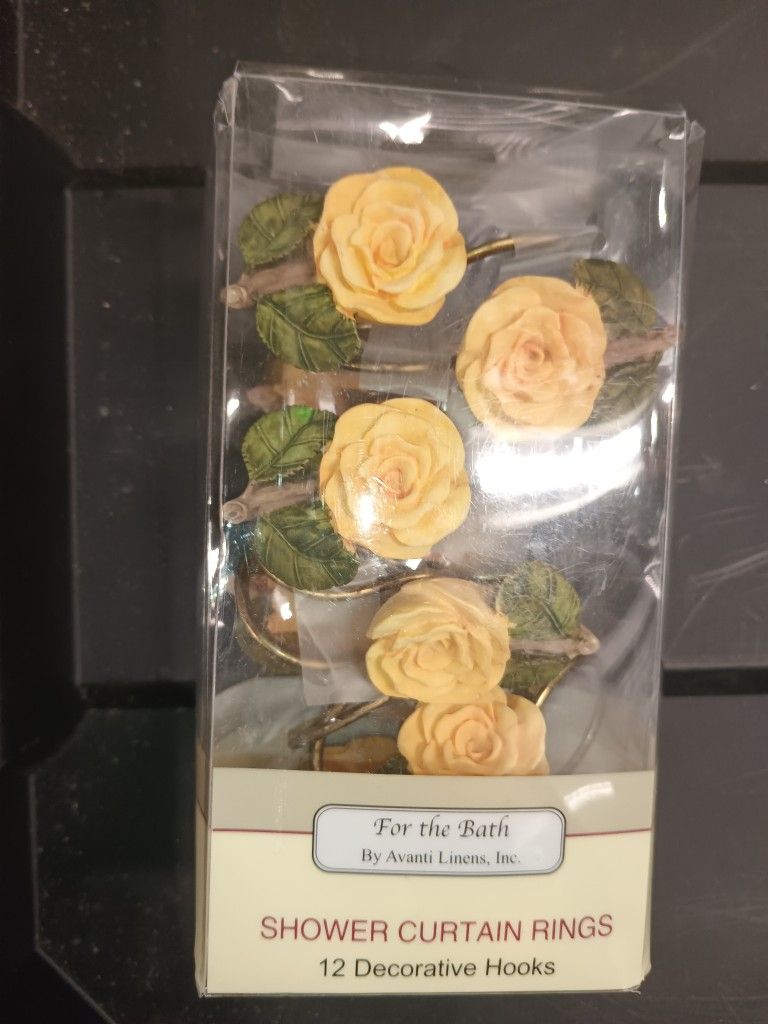 For the Bath
By Avanti Linens, Inc.
SHOWER CURTAIN RINGS
12 Decorative Hooks